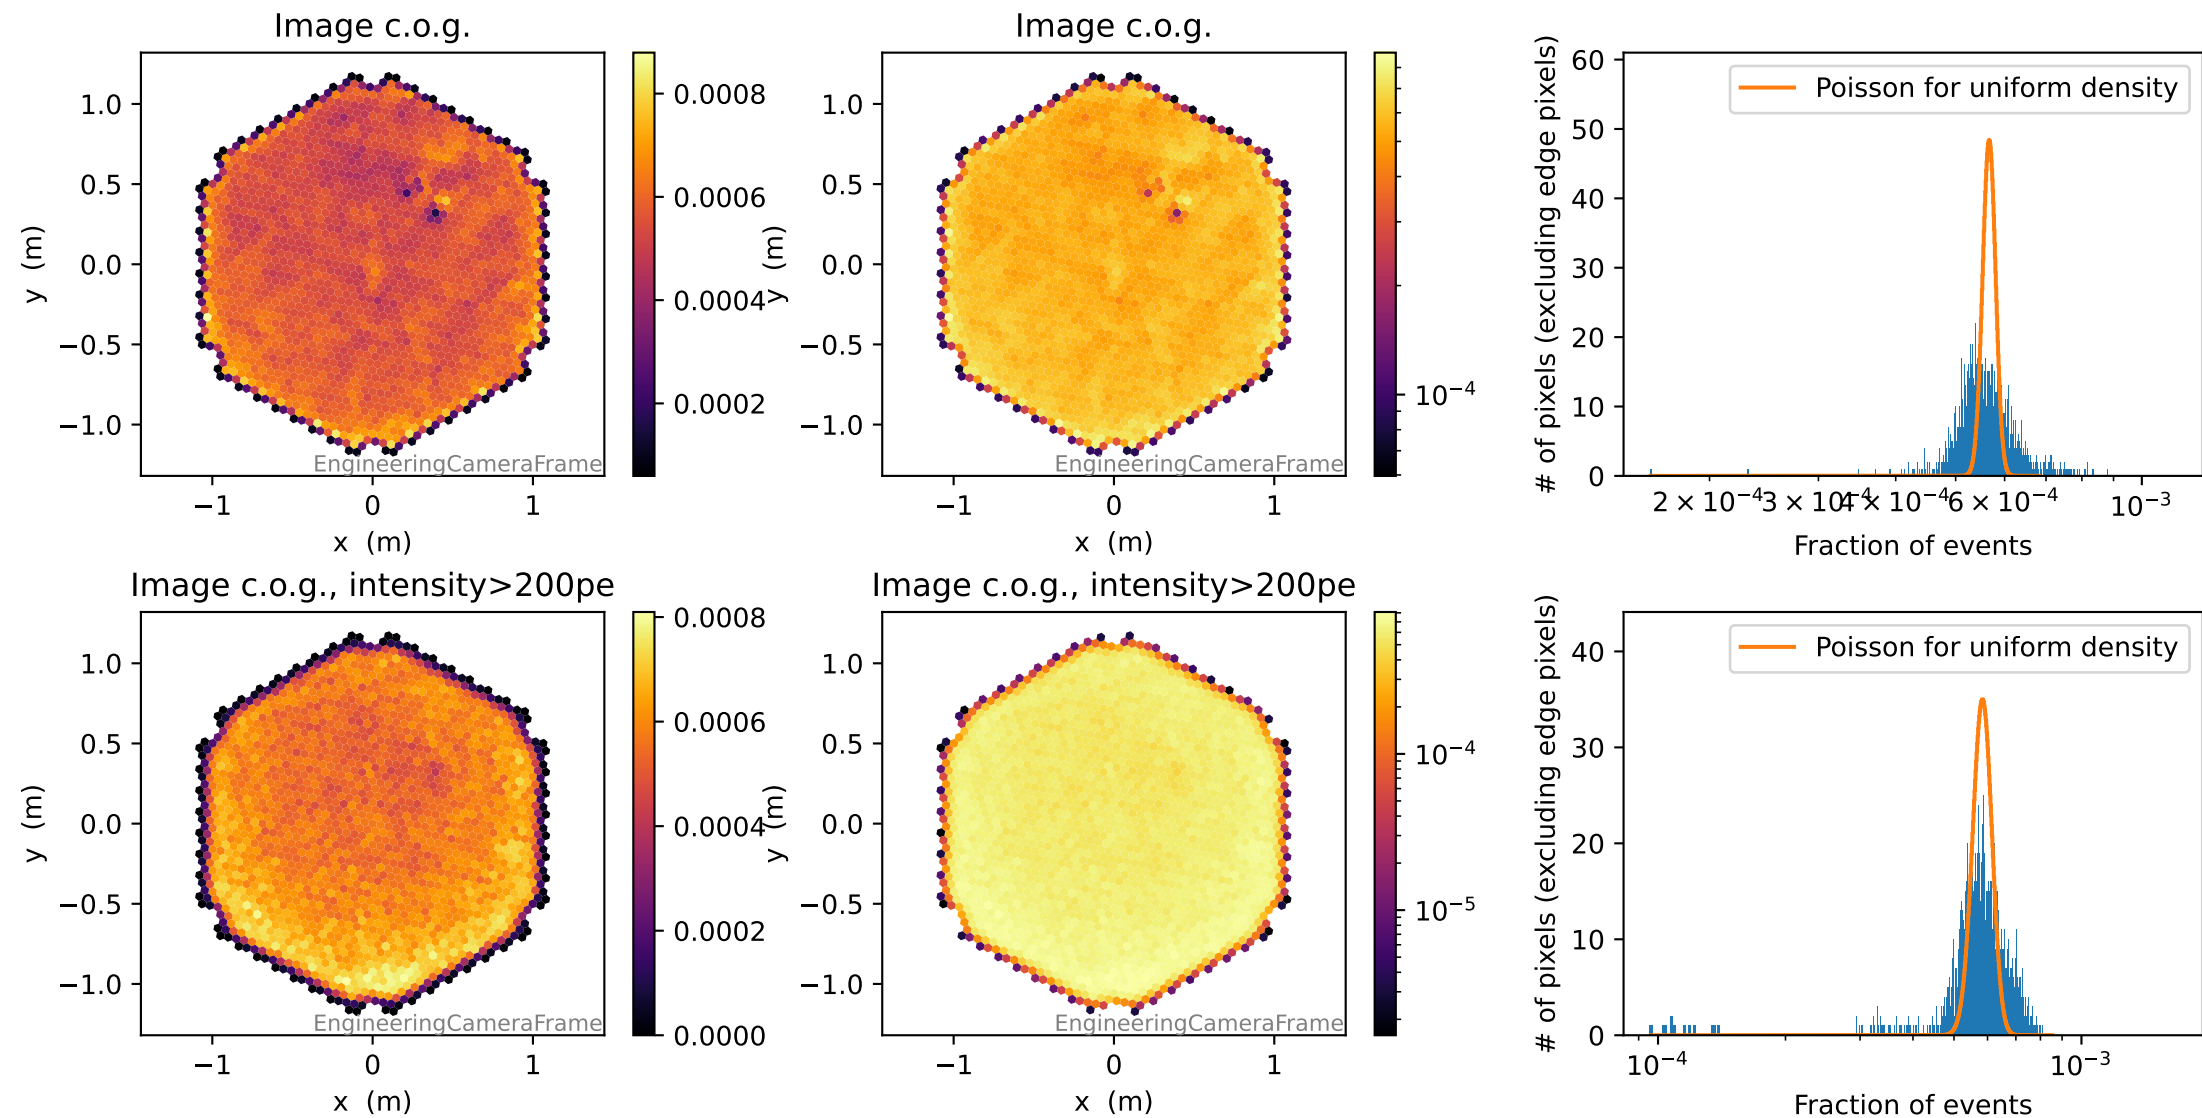 Image c.o.g.
1.0
0.5
0.0
−0.5
−1.0
y (m)
−1
0
1
x (m)
EngineeringCameraFrame
0.0008
0.0006
0.0004
0.0002
Image c.o.g.
1.0
0.5
0.0
−0.5
−1.0
y (m)
−1
0
1
x (m)
EngineeringCameraFrame
10⁻⁴
# of pixels (excluding edge pixels)
60
50
40
30
20
10
0
Poisson for uniform density
2 × 10⁻⁴
3 × 10⁻⁴
4 × 10⁻⁴
6 × 10⁻⁴
10⁻³
Fraction of events
Image c.o.g., intensity>200pe
1.0
0.5
0.0
−0.5
−1.0
y (m)
−1
0
1
x (m)
EngineeringCameraFrame
0.0008
0.0006
0.0004
0.0002
0.0000
Image c.o.g., intensity>200pe
1.0
0.5
0.0
−0.5
−1.0
y (m)
−1
0
1
x (m)
EngineeringCameraFrame
10⁻⁴
10⁻⁵
# of pixels (excluding edge pixels)
40
30
20
10
0
Poisson for uniform density
10⁻⁴
10⁻³
Fraction of events